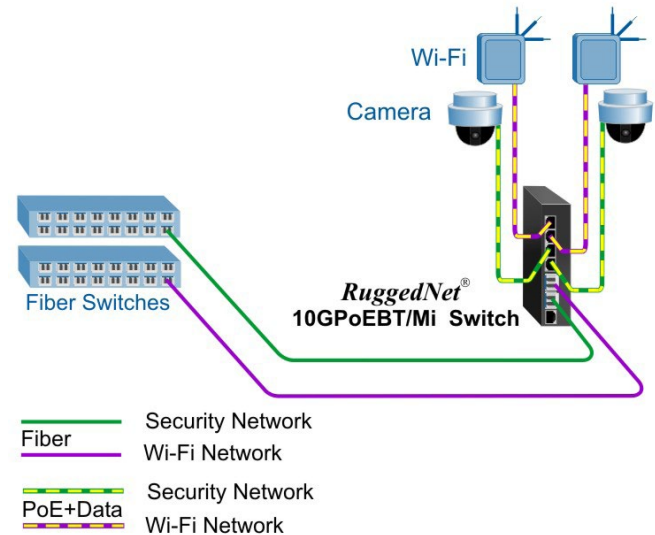 Wi-Fi
Camera
Fiber Switches
RuggedNet®
10GPoEBT/Mi Switch
Fiber
Security Network
Wi-Fi Network
PoE+Data
Security Network
Wi-Fi Network